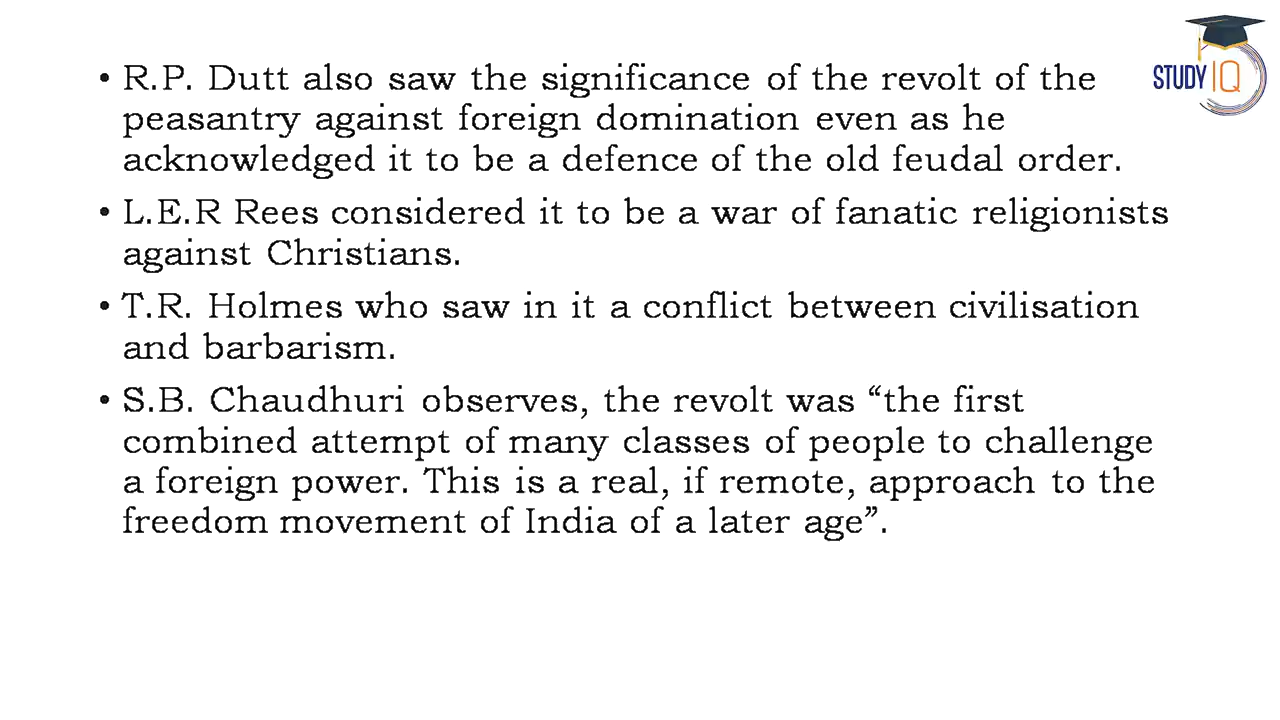 • R.P. Dutt also saw the significance of the revolt of the
peasantry against foreign domination even as he
acknowledged it to be a defence of the old feudal order.
• L.E.R Rees considered it to be a war of fanatic religionists
against Christians.
• T.R. Holmes who saw in it a conflict between civilisation
and barbarism.
• S.B. Chaudhuri observes, the revolt was “the first
combined attempt of many classes of people to challenge
a foreign power. This is a real, if remote, approach to the
freedom movement of India of a later age”.
STUDY IQ